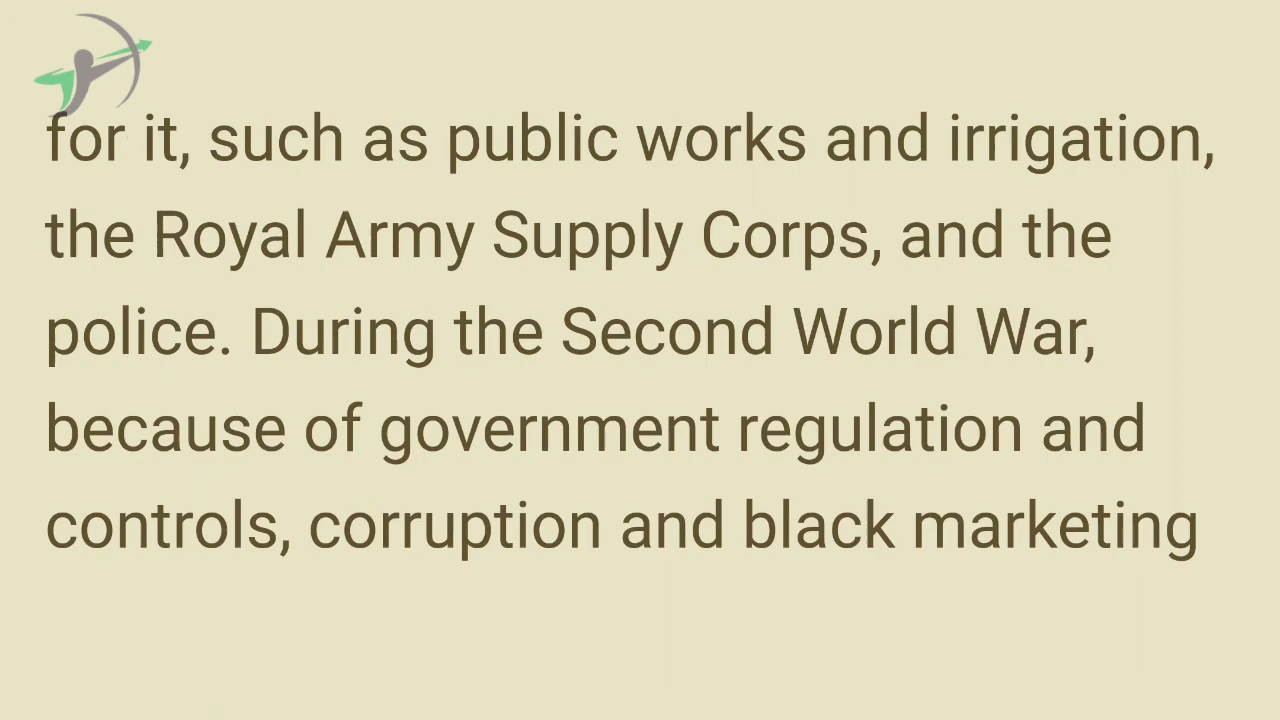 for it, such as public works and irrigation,
the Royal Army Supply Corps, and the
police. During the Second World War,
because of government regulation and
controls, corruption and black marketing